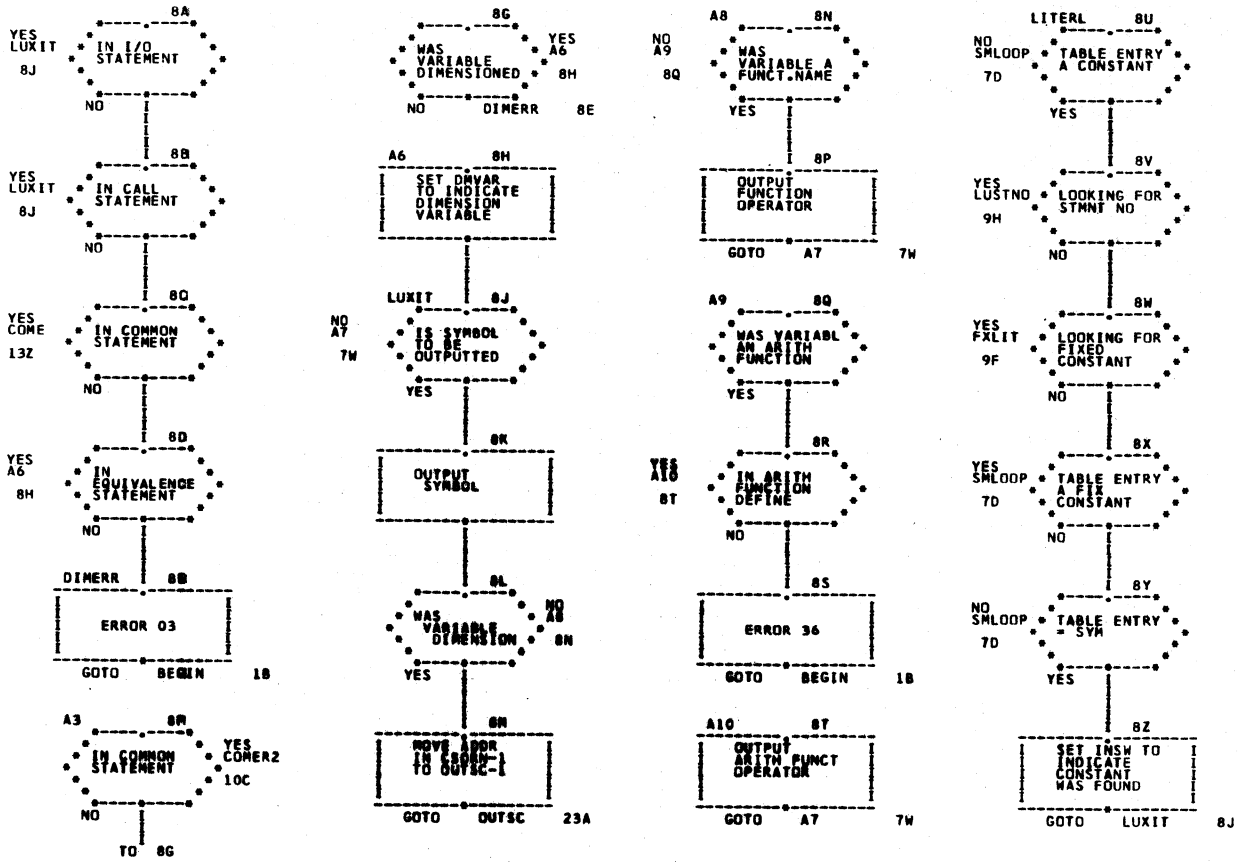 8A
YES
LUXIT
8J
IN I/O
STATEMENT
NO
8B
YES
LUXIT
8J
IN CALL
STATEMENT
NO
8C
YES
COME
13Z
IN COMMON
STATEMENT
NO
8D
YES
A6
8H
IN
EQUIVALENCE
STATEMENT
NO
DIMERR
ERROR 03
GOTO BEGIN 1B
A3
IN COMMON
STATEMENT
YES
COMER2
10C
NO
TO 8G
8G
WAS
VARIABLE
DIMENSIONED
YES
A6
8H
NO DIMERR 8E
A6 8H
SET DMVAR
TO INDICATE
DIMENSION
VARIABLE
LUXIT 8J
NO
A7
7W
IS SYMBOL
TO BE
OUTPUTTED
YES
8K
OUTPUT
SYMBOL
8L
WAS
VARIABLE
DIMENSION
NO
A8
8N
YES
8M
MOVE ADDR
IN
TO OUTSC-1
GOTO OUTSC 23A
A8 8N
NO
A9
8Q
WAS
VARIABLE A
FUNCT.NAME
YES
8P
OUTPUT
FUNCTION
OPERATOR
GOTO A7 7W
A9 8Q
WAS VARIABL
AN ARITH
FUNCTION
YES
8R
YES
A10
8T
IN ARITH
FUNCTION
DEFINE
NO
8S
ERROR 36
GOTO BEGIN 1B
A10 8T
OUTPUT
ARITH FUNCT
OPERATOR
GOTO A7 7W
LITERL 8U
NO
SMLOOP
7D
TABLE ENTRY
A CONSTANT
YES
8V
YES
LUSTNO
9H
LOOKING FOR
STMNT NO
NO
8W
YES
FXLIT
9F
LOOKING FOR
FIXED
CONSTANT
NO
8X
YES
SMLOOP
7D
TABLE ENTRY
A FIX
CONSTANT
NO
8Y
NO
SMLOOP
7D
TABLE ENTRY
= SYM
YES
8Z
SET INSW TO
INDICATE
CONSTANT
WAS FOUND
GOTO LUXIT 8J